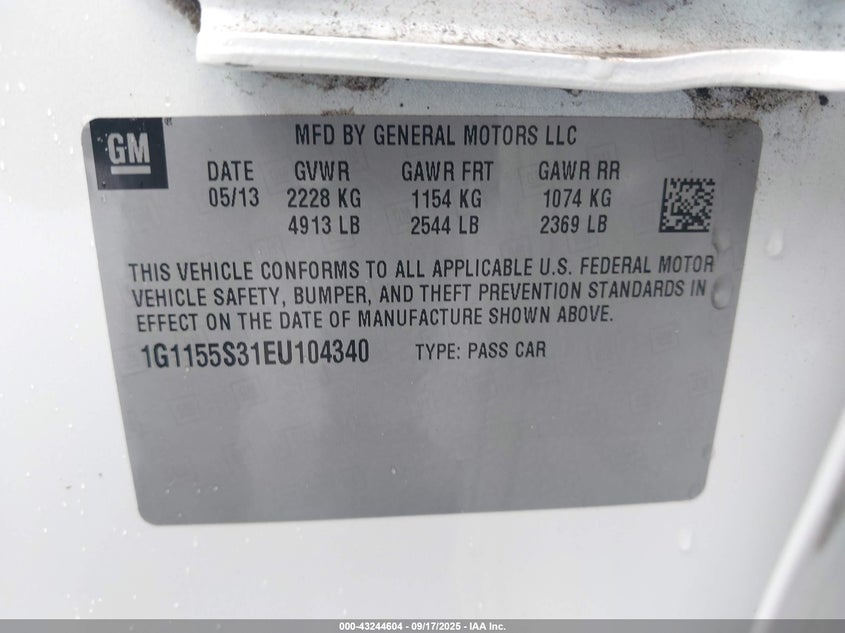 GM
MFD BY GENERAL MOTORS LLC
DATE GVWR GAWR FRT GAWR RR
05/13 2228 KG 1154 KG 1074 KG
4913 LB 2544 LB 2369 LB
THIS VEHICLE CONFORMS TO ALL APPLICABLE U.S. FEDERAL MOTOR
VEHICLE SAFETY, BUMPER, AND THEFT PREVENTION STANDARDS IN
EFFECT ON THE DATE OF MANUFACTURE SHOWN ABOVE.
1G1155S31EU104340 TYPE: PASS CAR
000-43244604 - 09/17/2025 - IAA Inc.